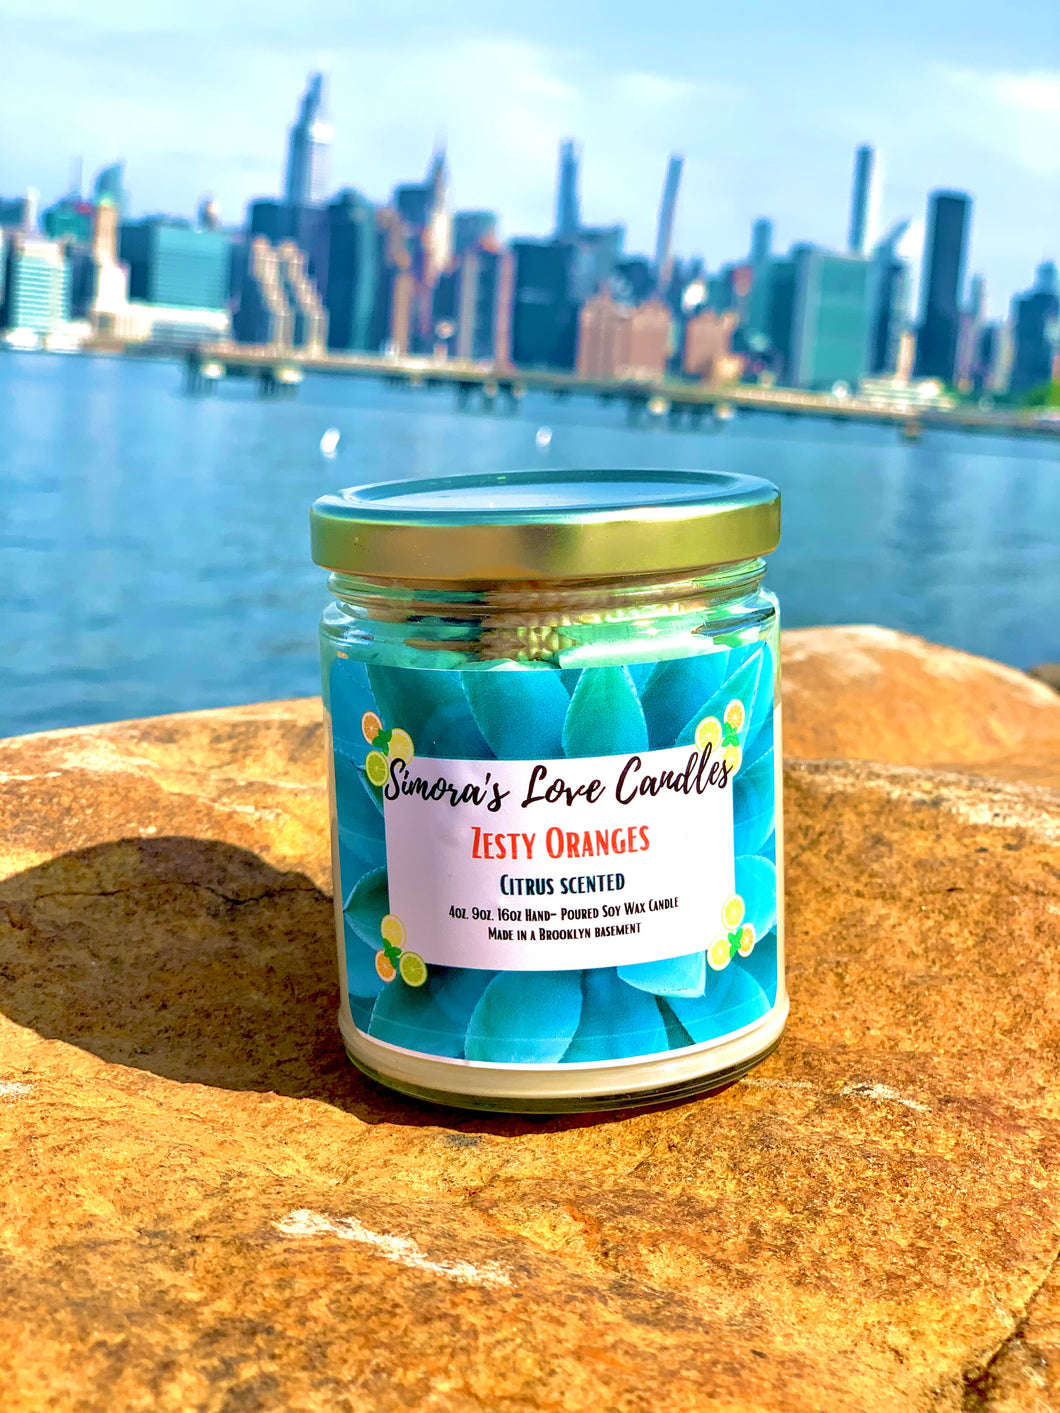 Simora's Love Candles
Zesty Oranges
Citrus scented
4oz. 9oz. 16oz Hand- Poured Soy Wax Candle
Made in a Brooklyn basement